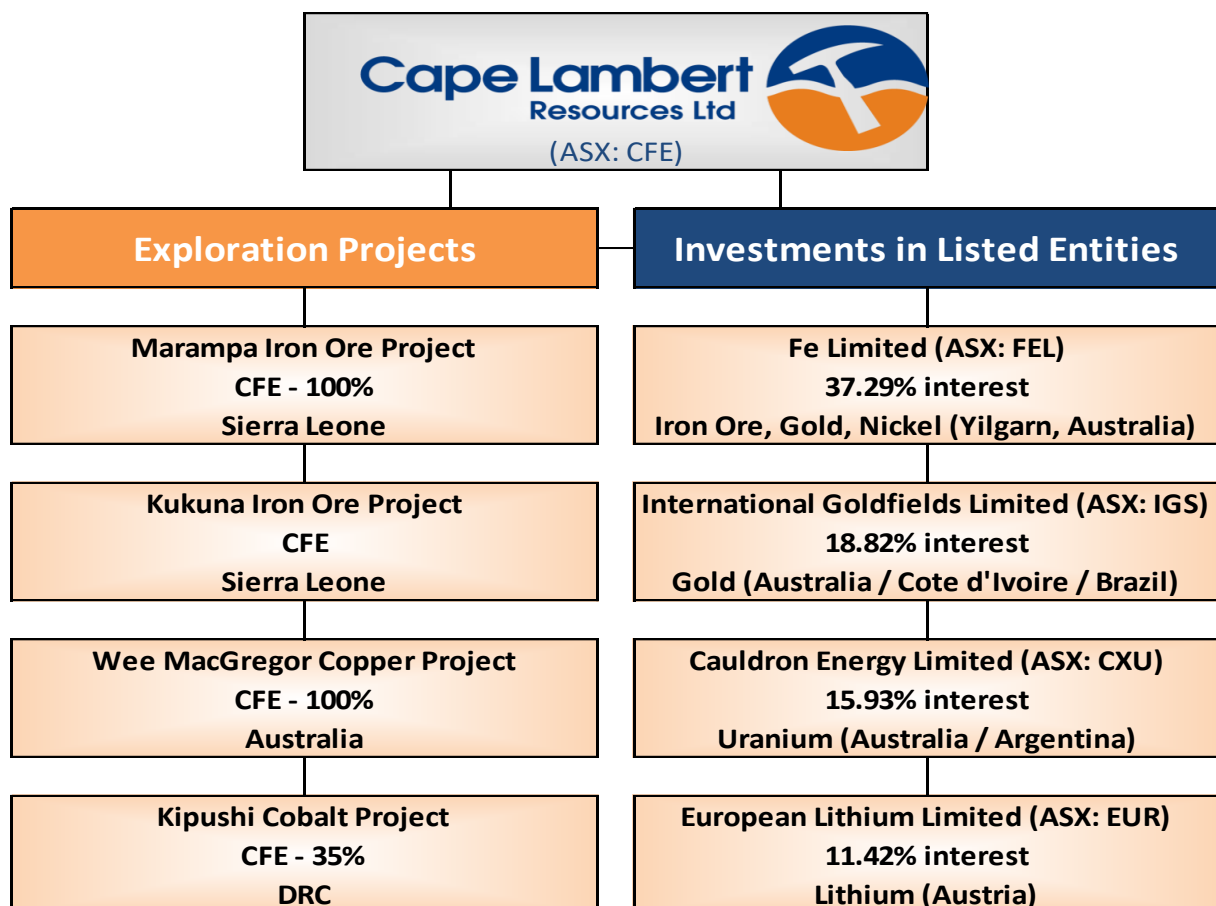 Cape Lambert
Resources Ltd
(ASX: CFE)
Exploration Projects
Marampa Iron Ore Project
CFE - 100%
Sierra Leone
Kukuna Iron Ore Project
CFE
Sierra Leone
Wee MacGregor Copper Project
CFE - 100%
Australia
Kipushi Cobalt Project
CFE - 35%
DRC
Investments in Listed Entities
Fe Limited (ASX: FEL)
37.29% interest
Iron Ore, Gold, Nickel (Yilgarn, Australia)
International Goldfields Limited (ASX: IGS)
18.82% interest
Gold (Australia / Cote d'Ivoire / Brazil)
Cauldron Energy Limited (ASX: CXU)
15.93% interest
Uranium (Australia / Argentina)
European Lithium Limited (ASX: EUR)
11.42% interest
Lithium (Austria)